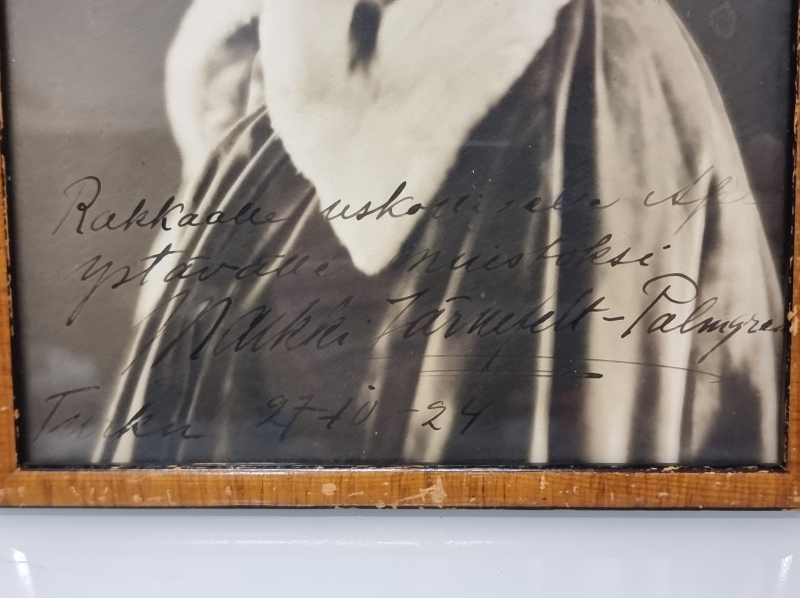 Rakkaalle uskolliselle
ystävälle muistoksi
Maikki Järnefelt-Palmgren
Turku 27-10-24